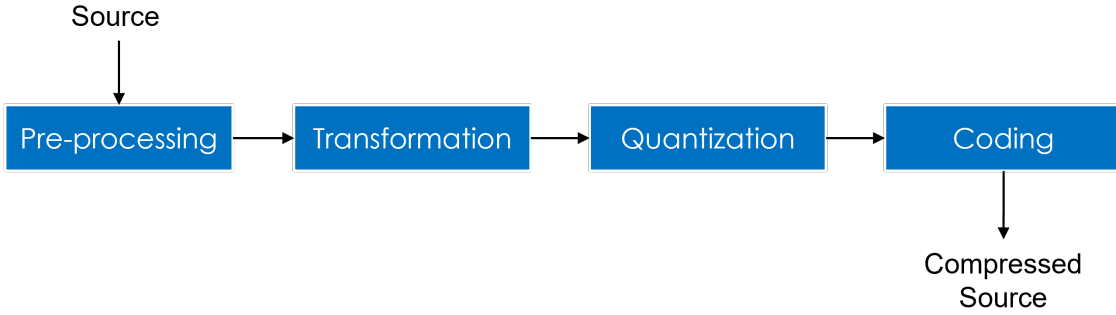 Source
Pre-processing
Transformation
Quantization
Coding
Compressed
Source